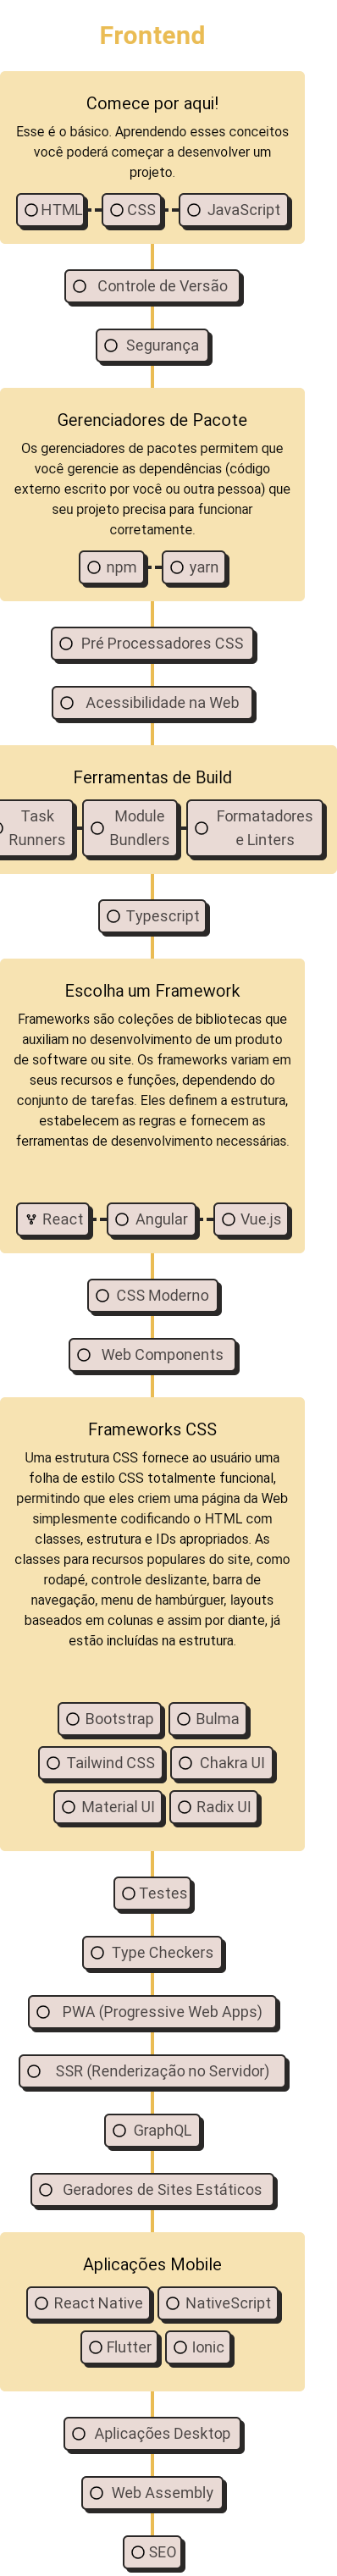 Frontend
Comece por aqui!
Esse é o básico. Aprendendo esses conceitos
você poderá começar a desenvolver um
projeto.
HTML CSS JavaScript
Controle de Versão
Segurança
Gerenciadores de Pacote
Os gerenciadores de pacotes permitem que
você gerencie as dependências (código
externo escrito por você ou outra pessoa) que
seu projeto precisa para funcionar
corretamente.
npm yarn
Pré Processadores CSS
Acessibilidade na Web
Ferramentas de Build
Task Runners
Module Bundlers
Formatadores e Linters
Typescript
Escolha um Framework
Frameworks são coleções de bibliotecas que
auxiliam no desenvolvimento de um produto
de software ou site. Os frameworks variam em
seus recursos e funções, dependendo do
conjunto de tarefas. Eles definem a estrutura,
estabelecem as regras e fornecem as
ferramentas de desenvolvimento necessárias.
React Angular Vue.js
CSS Moderno
Web Components
Frameworks CSS
Uma estrutura CSS fornece ao usuário uma
folha de estilo CSS totalmente funcional,
permitindo que eles criem uma página da Web
simplesmente codificando o HTML com
classes, estrutura e IDs apropriados. As
classes para recursos populares do site, como
rodapé, controle deslizante, barra de
navegação, menu de hambúrguer, layouts
baseados em colunas e assim por diante, já
estão incluídas na estrutura.
Bootstrap Bulma
Tailwind CSS Chakra UI
Material UI Radix UI
Testes
Type Checkers
PWA (Progressive Web Apps)
SSR (Renderização no Servidor)
GraphQL
Geradores de Sites Estáticos
Aplicações Mobile
React Native NativeScript
Flutter Ionic
Aplicações Desktop
Web Assembly
SEO